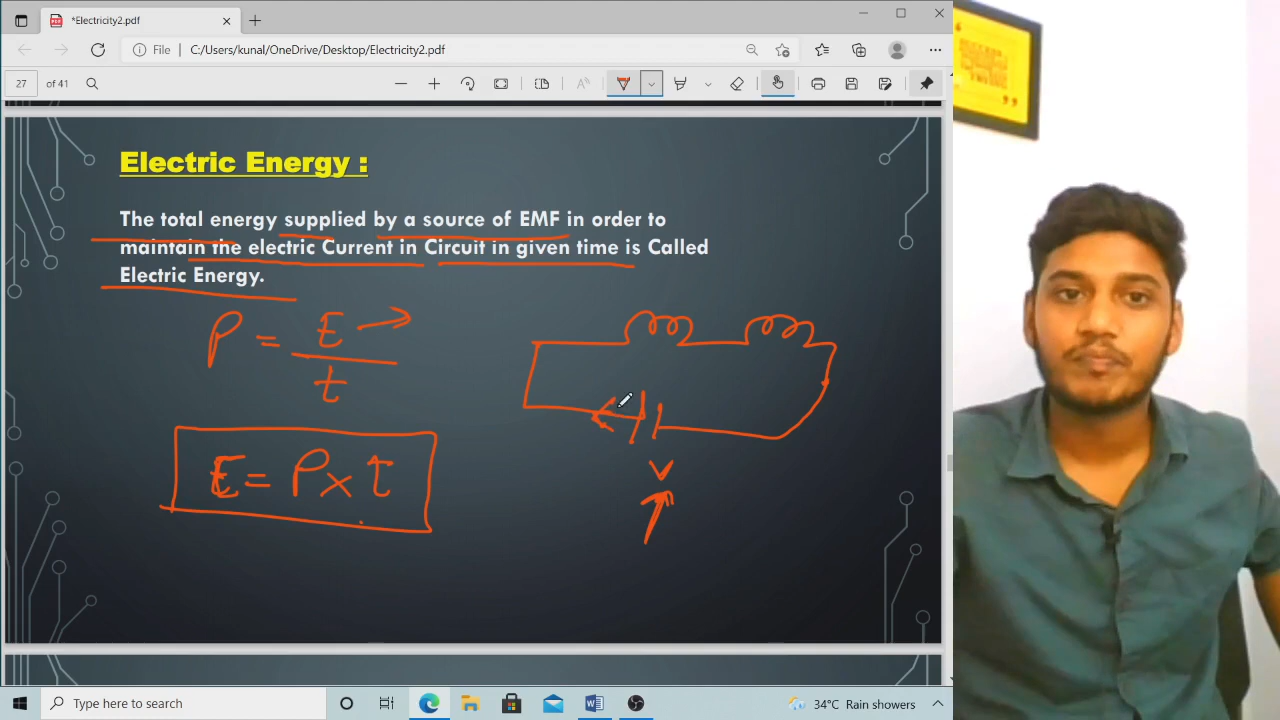 *Electricity2.pdf
File
C:/Users/kunal/OneDrive/Desktop/Electricity2.pdf
27 of 41
Electric Energy :
The total energy supplied by a source of EMF in order to
maintain the electric Current in Circuit in given time is Called
Electric Energy.
P = E
t
E = P x t
V
Type here to search
34°C Rain showers